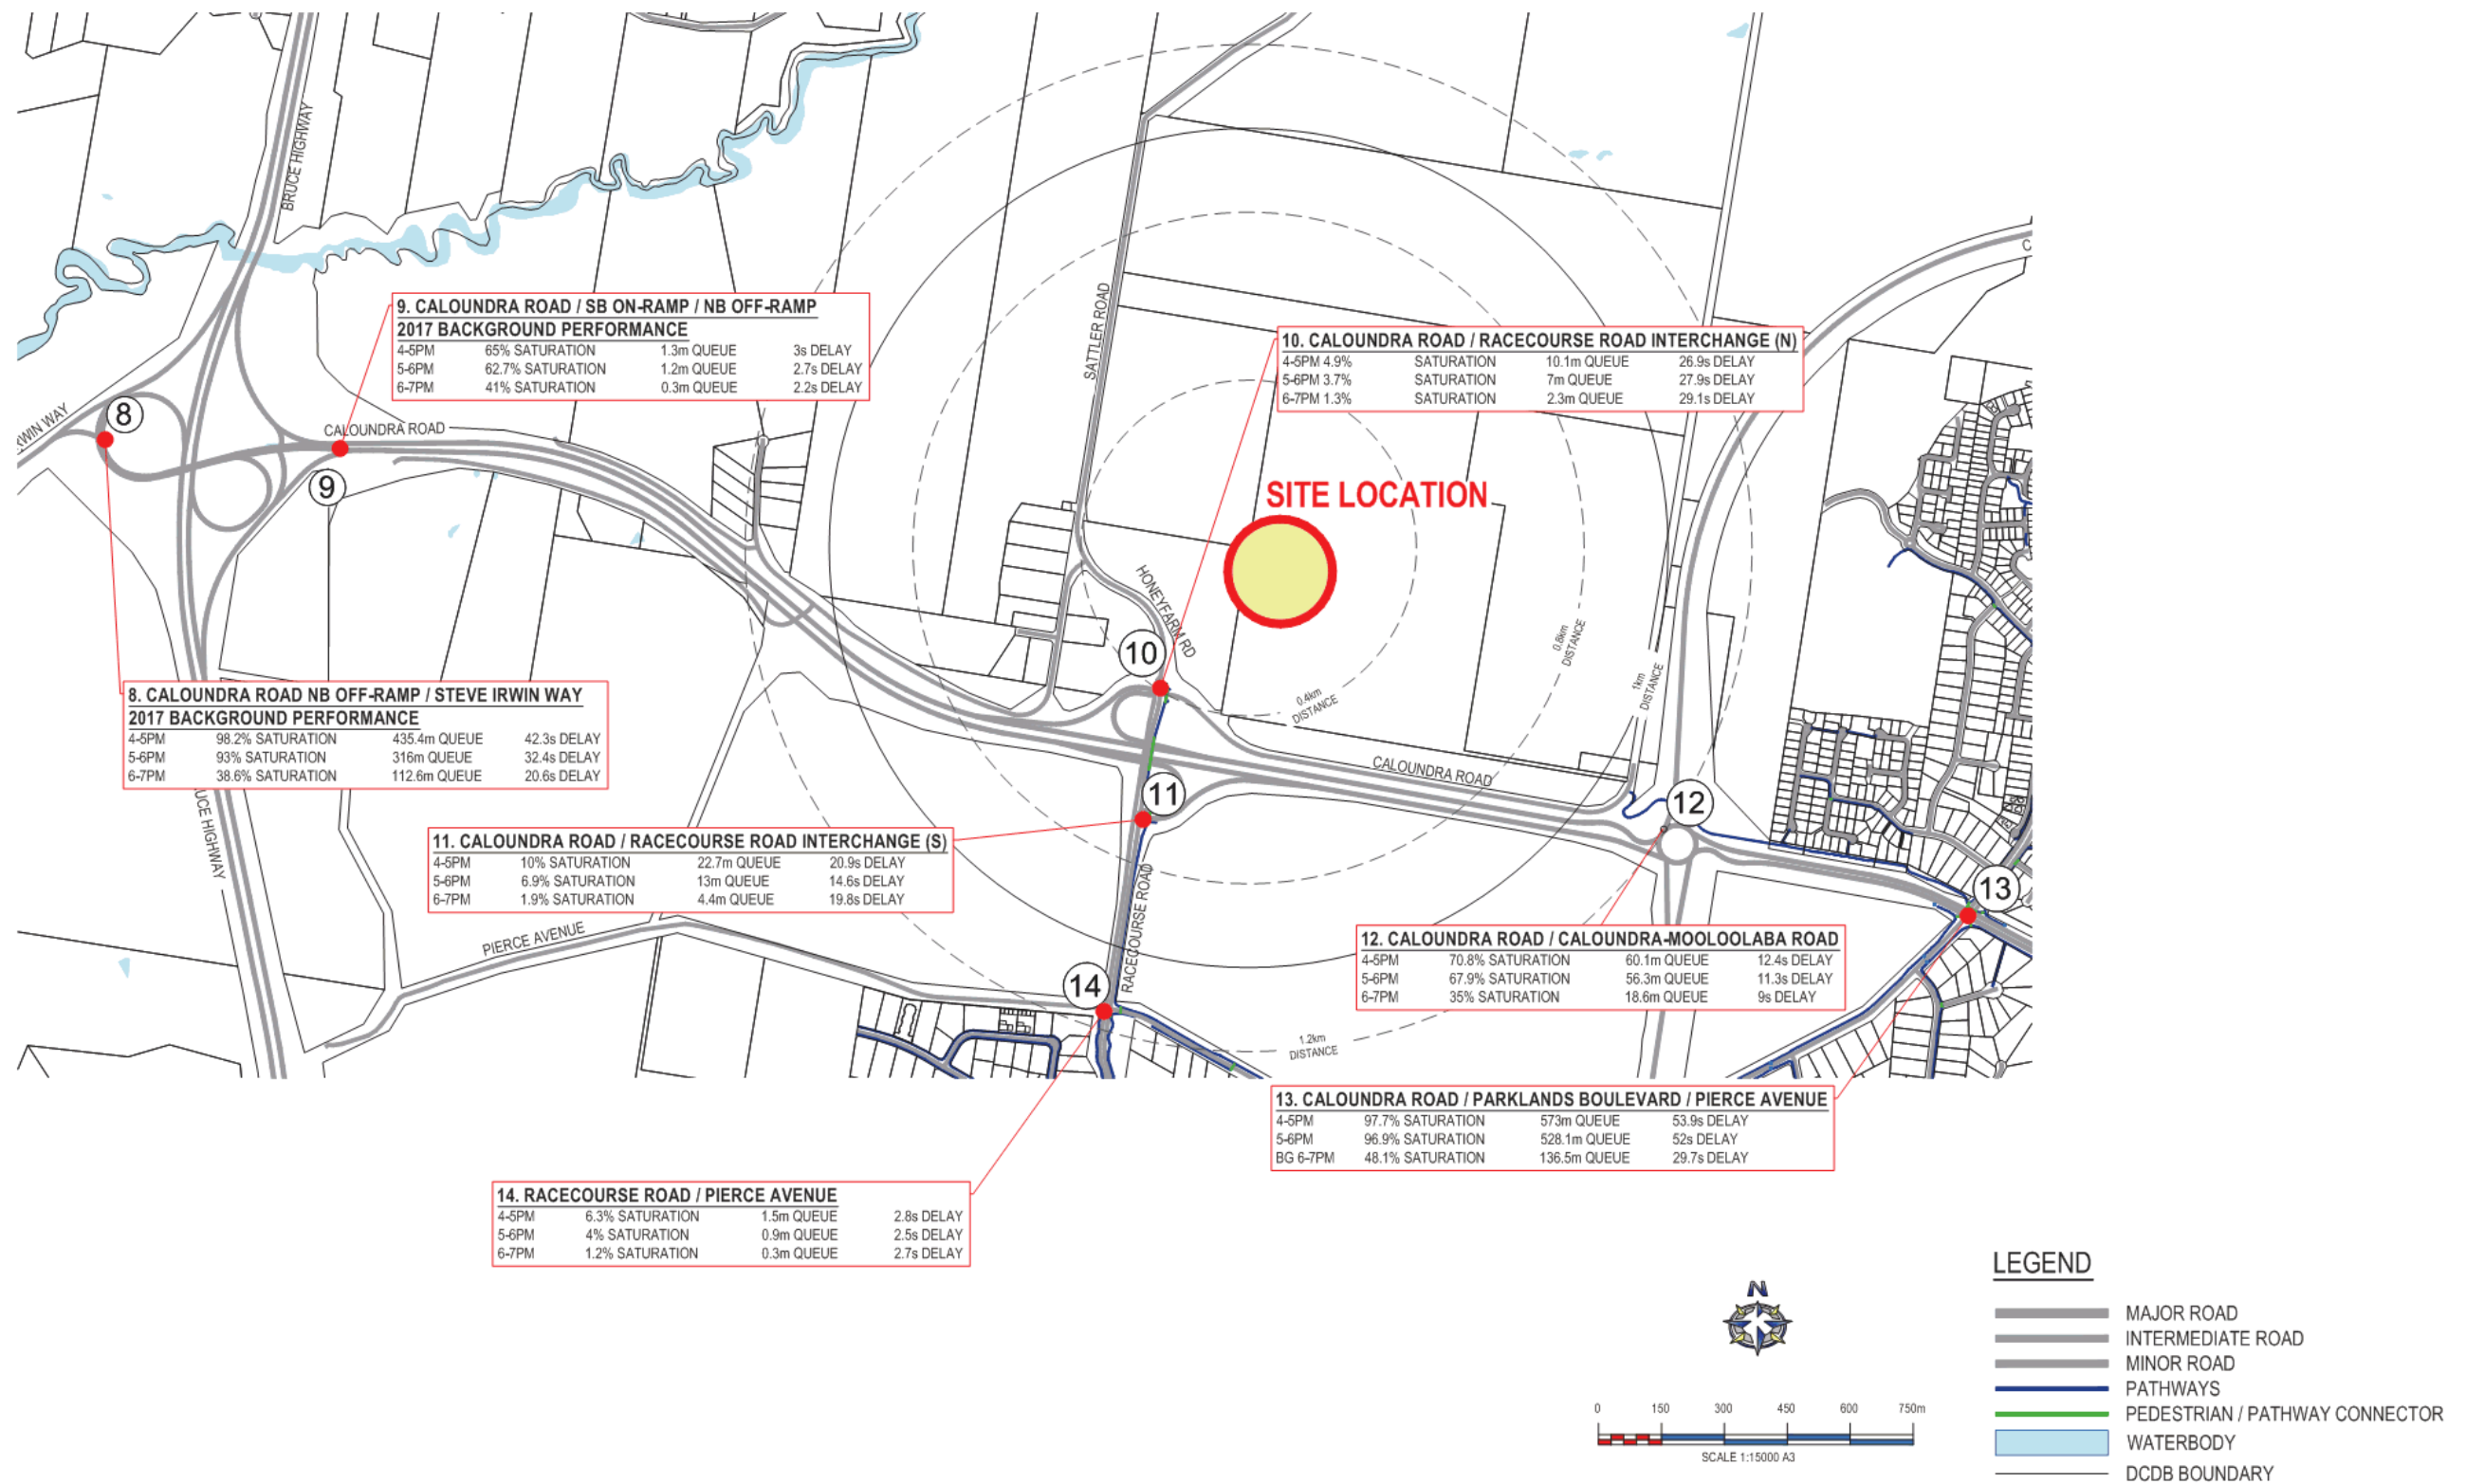 BRUCE HIGHWAY
9. CALOUNDRA ROAD / SB ON-RAMP / NB OFF-RAMP
2017 BACKGROUND PERFORMANCE
4-5PM 65% SATURATION 1.3m QUEUE 3s DELAY
5-6PM 62.7% SATURATION 1.2m QUEUE 2.7s DELAY
6-7PM 41% SATURATION 0.3m QUEUE 2.2s DELAY
SATTLER ROAD
10. CALOUNDRA ROAD / RACECOURSE ROAD INTERCHANGE (N)
4-5PM 4.9% SATURATION 10.1m QUEUE 26.9s DELAY
5-6PM 3.7% SATURATION 7m QUEUE 27.9s DELAY
6-7PM 1.3% SATURATION 2.3m QUEUE 29.1s DELAY
C
RWIN WAY
8
CALOUNDRA ROAD
9
SITE LOCATION
HONEYFARM RD
10
0.4km
DISTANCE
0.8km
DISTANCE
1km
DISTANCE
8. CALOUNDRA ROAD NB OFF-RAMP / STEVE IRWIN WAY
2017 BACKGROUND PERFORMANCE
4-5PM 98.2% SATURATION 435.4m QUEUE 42.3s DELAY
5-6PM 93% SATURATION 316m QUEUE 32.4s DELAY
6-7PM 38.6% SATURATION 112.6m QUEUE 20.6s DELAY
UCE HIGHWAY
CALOUNDRA ROAD
11
12
11. CALOUNDRA ROAD / RACECOURSE ROAD INTERCHANGE (S)
4-5PM 10% SATURATION 22.7m QUEUE 20.9s DELAY
5-6PM 6.9% SATURATION 13m QUEUE 14.6s DELAY
6-7PM 1.9% SATURATION 4.4m QUEUE 19.8s DELAY
RACECOURSE ROAD
13
PIERCE AVENUE
12. CALOUNDRA ROAD / CALOUNDRA-MOOLOOLABA ROAD
4-5PM 70.8% SATURATION 60.1m QUEUE 12.4s DELAY
5-6PM 67.9% SATURATION 56.3m QUEUE 11.3s DELAY
6-7PM 35% SATURATION 18.6m QUEUE 9s DELAY
14
1.2km
DISTANCE
13. CALOUNDRA ROAD / PARKLANDS BOULEVARD / PIERCE AVENUE
4-5PM 97.7% SATURATION 573m QUEUE 53.9s DELAY
5-6PM 96.9% SATURATION 528.1m QUEUE 52s DELAY
BG 6-7PM 48.1% SATURATION 136.5m QUEUE 29.7s DELAY
14. RACECOURSE ROAD / PIERCE AVENUE
4-5PM 6.3% SATURATION 1.5m QUEUE 2.8s DELAY
5-6PM 4% SATURATION 0.9m QUEUE 2.5s DELAY
6-7PM 1.2% SATURATION 0.3m QUEUE 2.7s DELAY
N
0 150 300 450 600 750m
SCALE 1:15000 A3
LEGEND
MAJOR ROAD
INTERMEDIATE ROAD
MINOR ROAD
PATHWAYS
PEDESTRIAN / PATHWAY CONNECTOR
WATERBODY
DCDB BOUNDARY